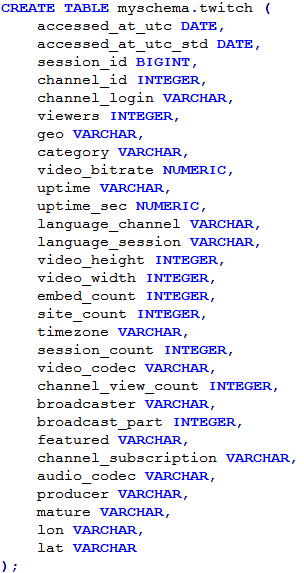 CREATE TABLE myschema.twitch (
accessed_at_utc DATE,
accessed_at_utc_std DATE,
session_id BIGINT,
channel_id INTEGER,
channel_login VARCHAR,
viewers INTEGER,
geo VARCHAR,
category VARCHAR,
video_bitrate NUMERIC,
uptime VARCHAR,
uptime_sec NUMERIC,
language_channel VARCHAR,
language_session VARCHAR,
video_height INTEGER,
video_width INTEGER,
embed_count INTEGER,
site_count INTEGER,
timezone VARCHAR,
session_count INTEGER,
video_codec VARCHAR,
channel_view_count INTEGER,
broadcaster VARCHAR,
broadcast_part INTEGER,
featured VARCHAR,
channel_subscription VARCHAR,
audio_codec VARCHAR,
producer VARCHAR,
mature VARCHAR,
lon VARCHAR,
lat VARCHAR
);